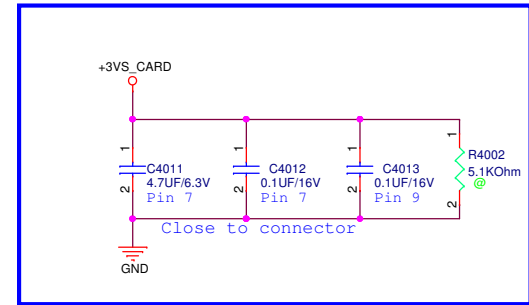 +3VS_CARD
1
2
C4011
4.7UF/6.3V
Pin 7
1
2
C4012
0.1UF/16V
Pin 7
1
2
C4013
0.1UF/16V
Pin 9
1
2
R4002
5.1KOhm
@
Close to connector
GND